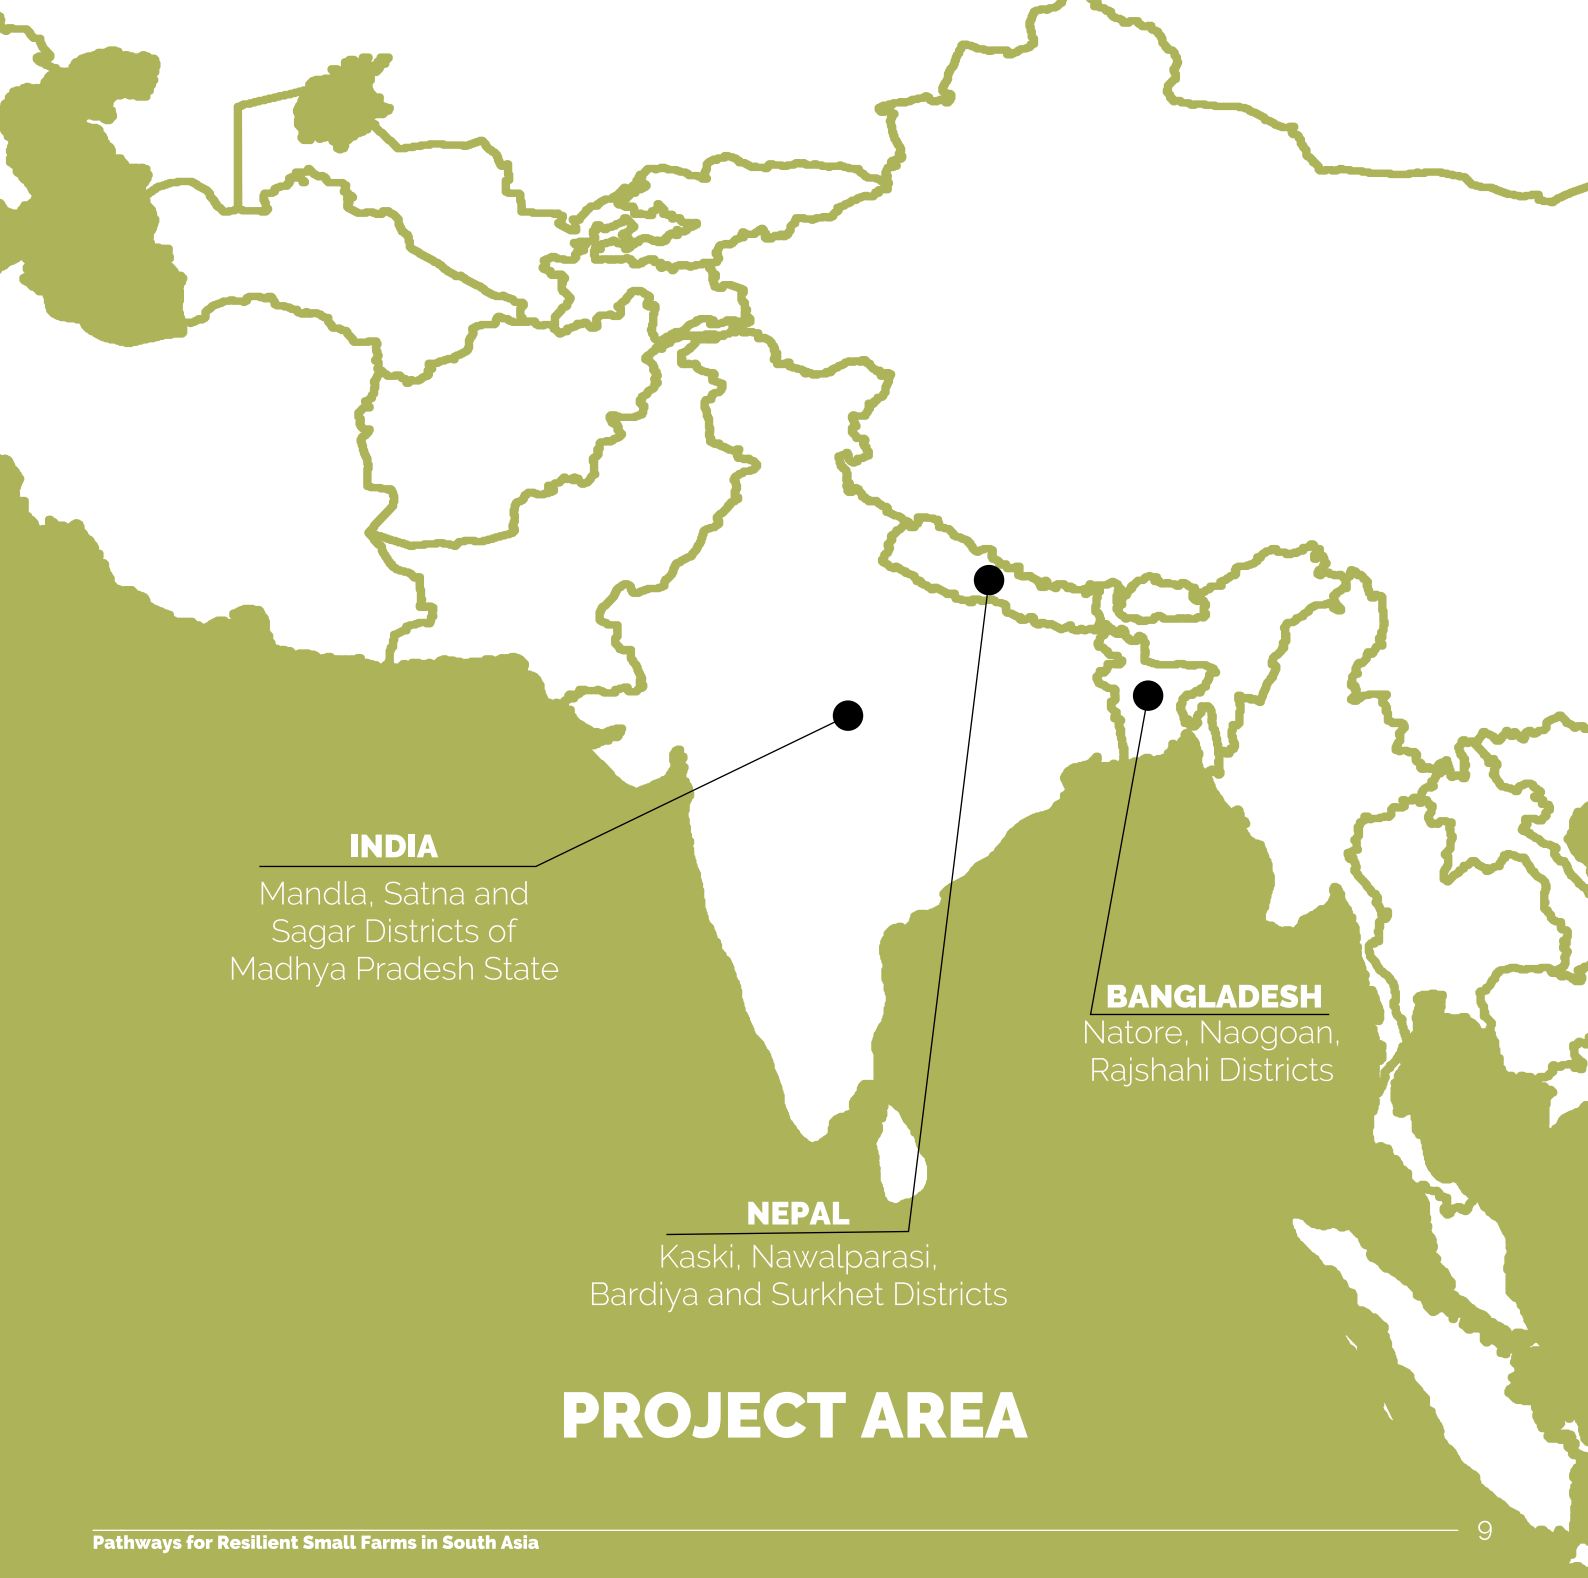 INDIA
Mandla, Satna and
Sagar Districts of
Madhya Pradesh State
BANGLADESH
Natore, Naogoan,
Rajshahi Districts
NEPAL
Kaski, Nawalparasi,
Bardiya and Surkhet Districts
PROJECT AREA
Pathways for Resilient Small Farms in South Asia
9